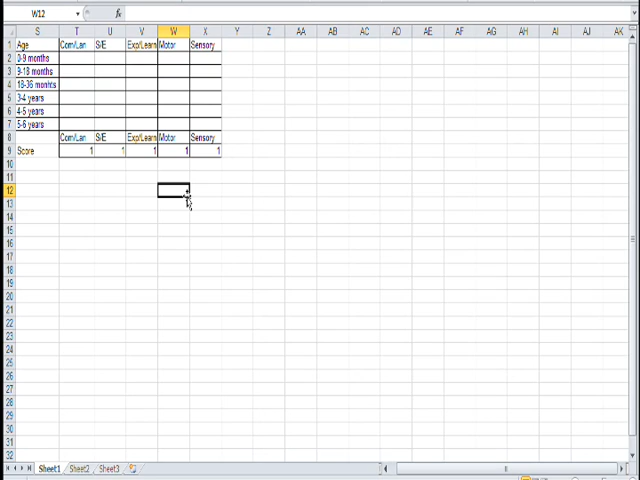 W12 fx
S T U V W X Y Z AA AB AC AD AE AF AG AH AI AJ AK
1 Age Com/Lan S/E Exp/Learn Motor Sensory
2 0-9 months
3 9-18 months
4 18-36 monhts
5 3-4 years
6 4-5 years
7 5-6 years
8 Com/Lan S/E Exp/Learn Motor Sensory
9 Score 1 1 1 1 1
10
11
12
13
14
15
16
17
18
19
20
21
22
23
24
25
26
27
28
29
30
31
32
Sheet1 Sheet2 Sheet3